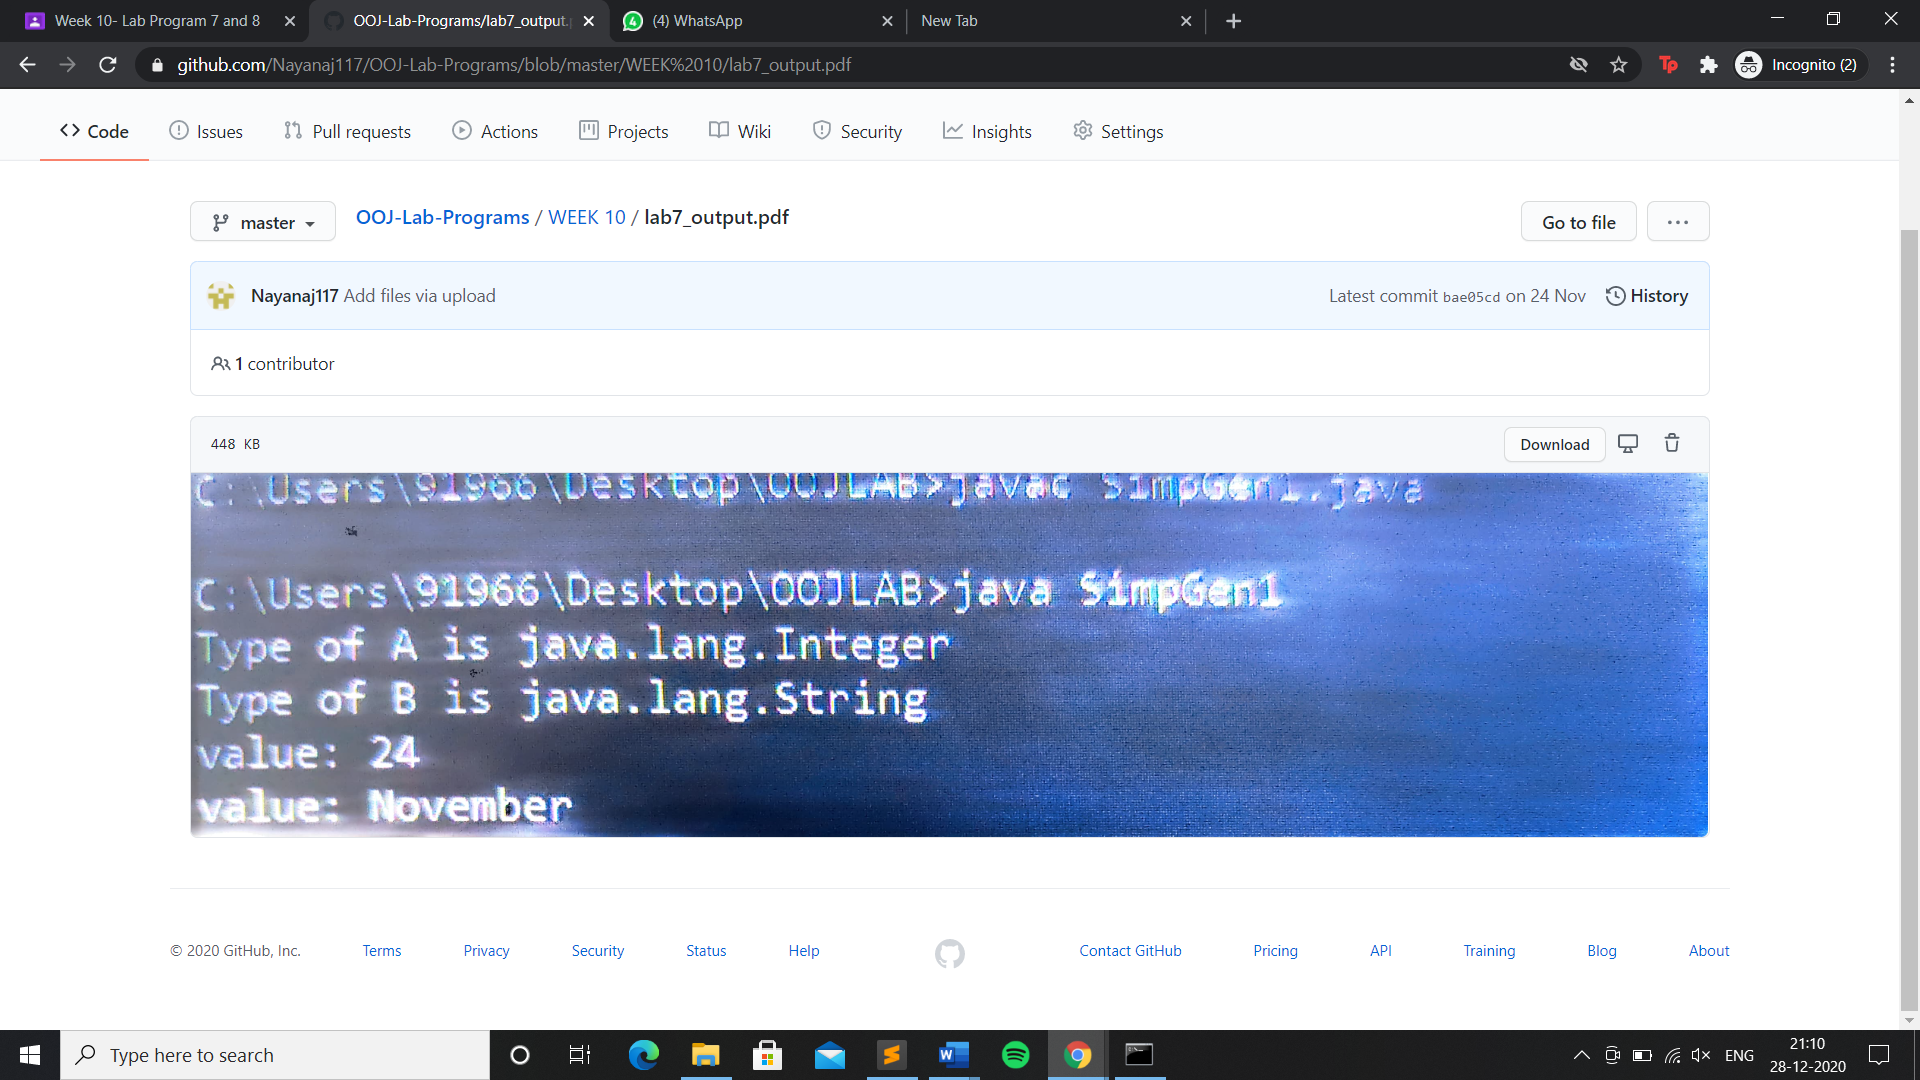 Week 10- Lab Program 7 and 8
OOJ-Lab-Programs/lab7_output.p
(4) WhatsApp
New Tab
github.com/Nayanaj117/OOJ-Lab-Programs/blob/master/WEEK%2010/lab7_output.pdf
Tp
Incognito (2)
Code
Issues
Pull requests
Actions
Projects
Wiki
Security
Insights
Settings
master
OOJ-Lab-Programs / WEEK 10 / lab7_output.pdf
Go to file
Nayanaj117 Add files via upload
Latest commit bae05cd on 24 Nov
History
1 contributor
448 KB
Download
C:\Users\91966\Desktop\OOJLAB>javac SimpGen1.java
C:\Users\91966\Desktop\OOJLAB>java SimpGen1
Type of A is java.lang.Integer
Type of B is java.lang.String
value: 24
value: November
© 2020 GitHub, Inc.
Terms
Privacy
Security
Status
Help
Contact GitHub
Pricing
API
Training
Blog
About
Type here to search
ENG
21:10
28-12-2020